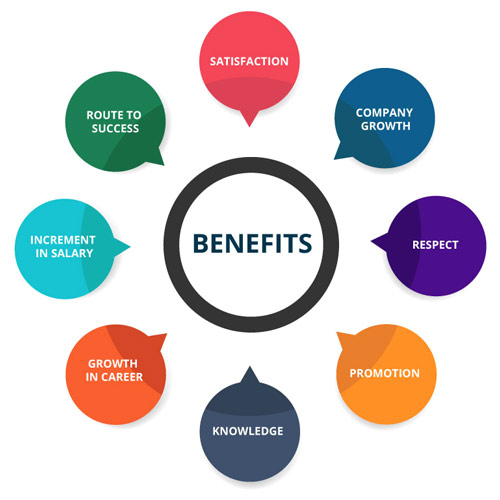 SATISFACTION
COMPANY
GROWTH
RESPECT
PROMOTION
KNOWLEDGE
GROWTH
IN CAREER
INCREMENT
IN SALARY
ROUTE TO
SUCCESS
BENEFITS